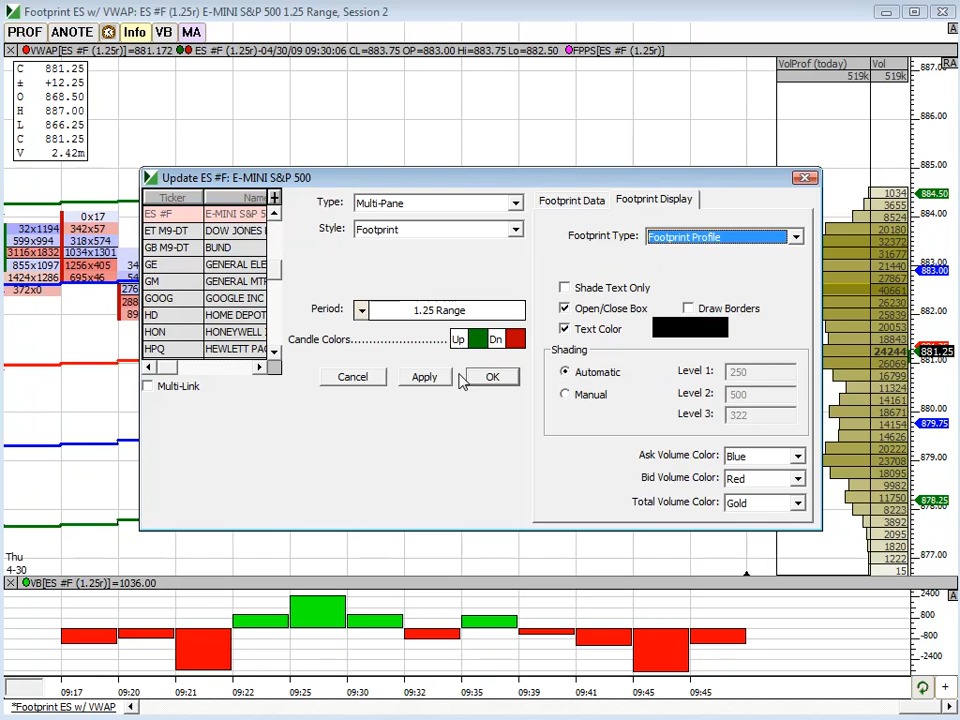 Footprint ES w/ VWAP: ES #F (1.25r) E-MINI S&P 500 1.25 Range, Session 2
PROF ANOTE Info VB MA A
VWAP[ES #F (1.25r)]=881.172 ES #F (1.25r)-04/30/09 09:30:06 CL=883.75 OP=883.00 Hi=883.75 Lo=882.50 FPPS[ES #F (1.25r)] A
C 881.25
± +12.25
O 868.50
H 887.00
L 866.25
C 881.25
V 2.42m
VolProf (today) Vol RA
519k 519k
887.00
886.00
885.00
884.50
884.00
883.00
883.00
882.00
881.25
881.00
880.00
879.75
879.00
878.25
878.00
877.00
1034
3655
8524
20180
32372
31677
21440
27867
40661
26230
25839
20053
18843
24244
26069
16799
14391
14161
18671
14154
14626
20222
23708
18095
9982
11750
8223
3892
2095
1820
1222
15
0x17
32x1194 342x57
599x994 318x574
3116x1832 1034x1301
855x1097 1256x405 34
1424x1286 695x46 54
372x0 276
288
89
Update ES #F: E-MINI S&P 500
Ticker Name +
ES #F E-MINI S&P 5
ET M9-DT DOW JONES
GB M9-DT BUND
GE GENERAL ELE
GM GENERAL MTR
GOOG GOOGLE INC
HD HOME DEPOT
HON HONEYWELL
HPQ HEWLETT PA
Multi-Link
Type: Multi-Pane
Style: Footprint
Period: 1.25 Range
Candle Colors Up Dn
Cancel Apply OK
Footprint Data Footprint Display
Footprint Type: Footprint Profile
Shade Text Only
Open/Close Box Draw Borders
Text Color
Shading
Automatic Level 1: 250
Manual Level 2: 500
Level 3: 322
Ask Volume Color: Blue
Bid Volume Color: Red
Total Volume Color: Gold
Thu
4-30
VB[ES #F (1.25r)]=1036.00 A
2400
800
-800
-2400
09:17 09:20 09:21 09:22 09:25 09:30 09:32 09:35 09:39 09:41 09:45 09:45
*Footprint ES w/ VWAP